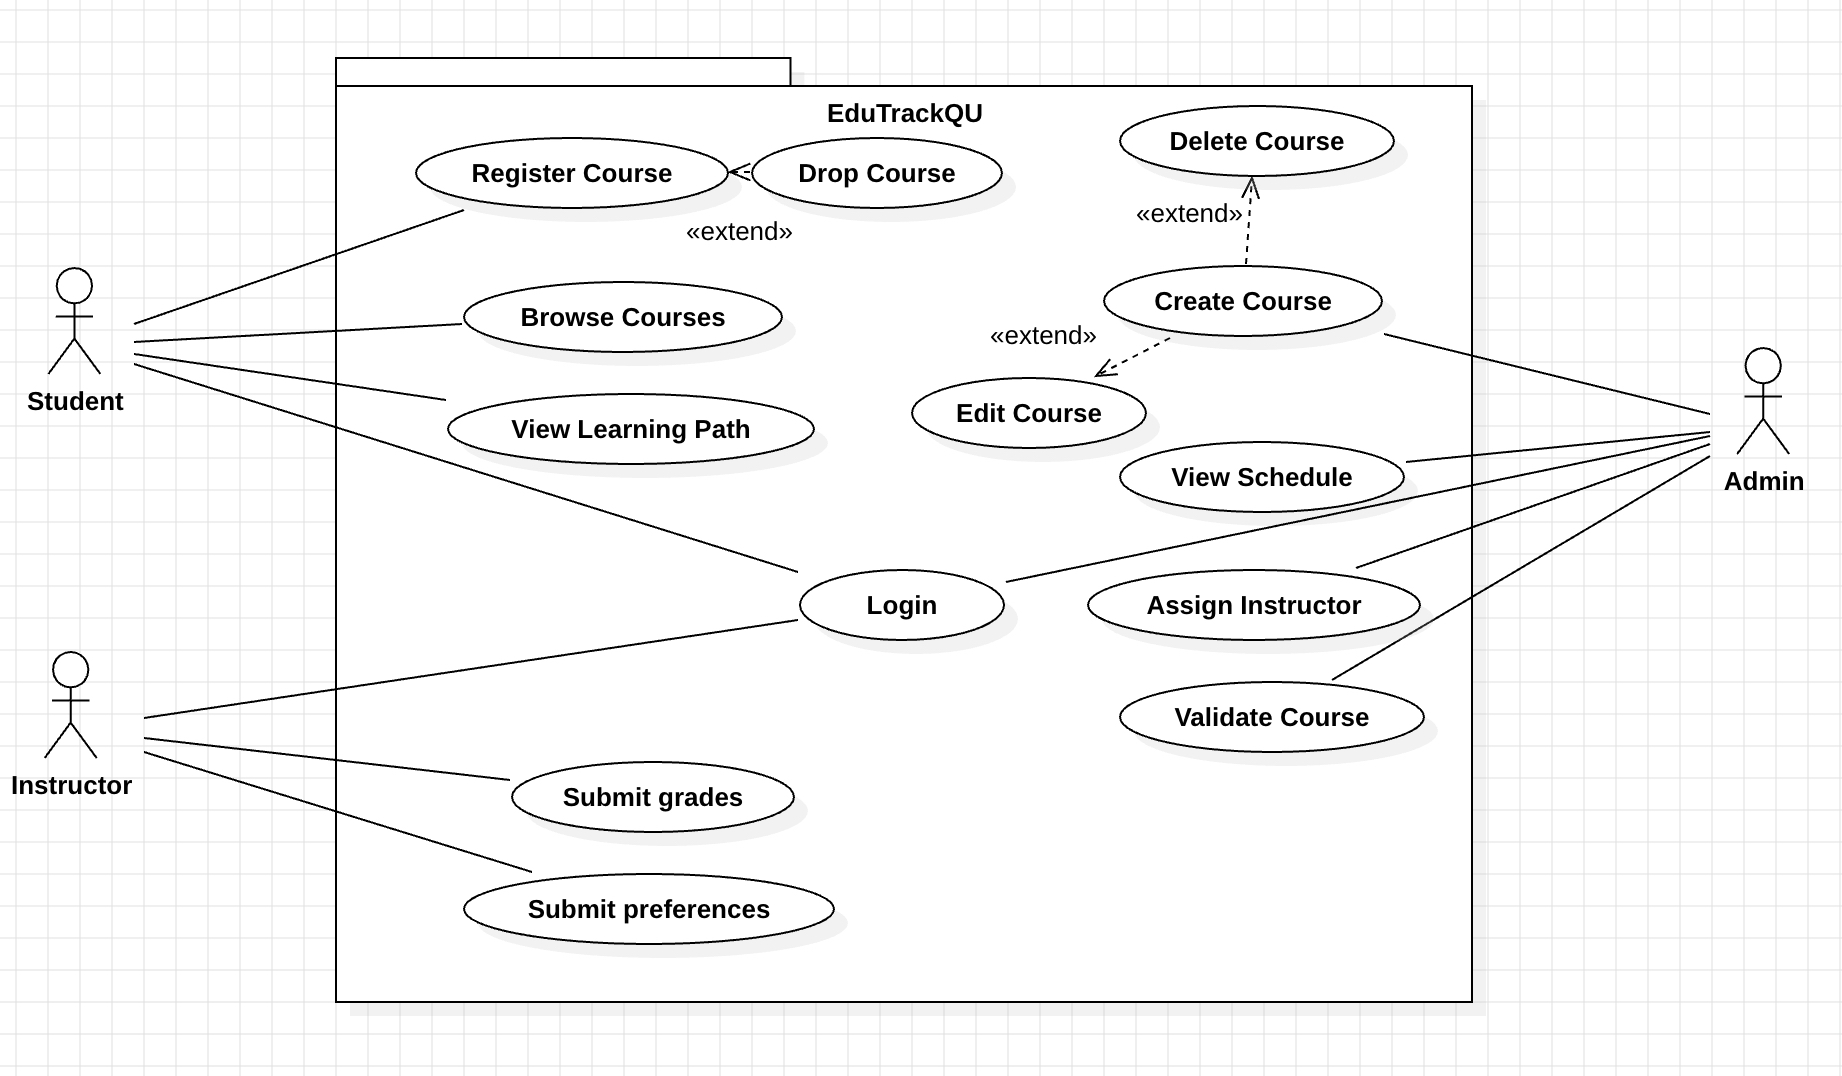 EduTrackQU
Register Course
Drop Course
Delete Course
«extend»
«extend»
Browse Courses
Create Course
«extend»
Student
View Learning Path
Edit Course
View Schedule
Admin
Login
Assign Instructor
Validate Course
Instructor
Submit grades
Submit preferences